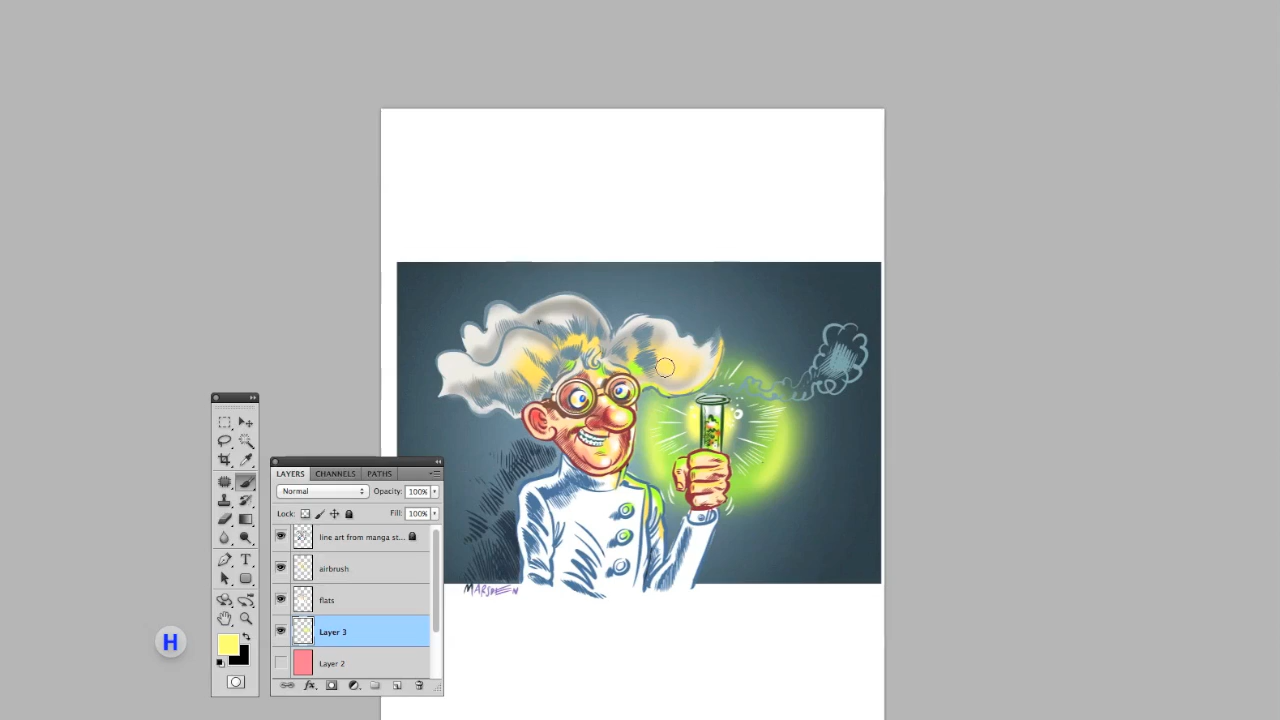 LAYERS CHANNELS PATHS
Normal Opacity: 100%
Lock: Fill: 100%
line art from manga st...
airbrush
flats
Layer 3
Layer 2
fx
T
H
MARSDEN